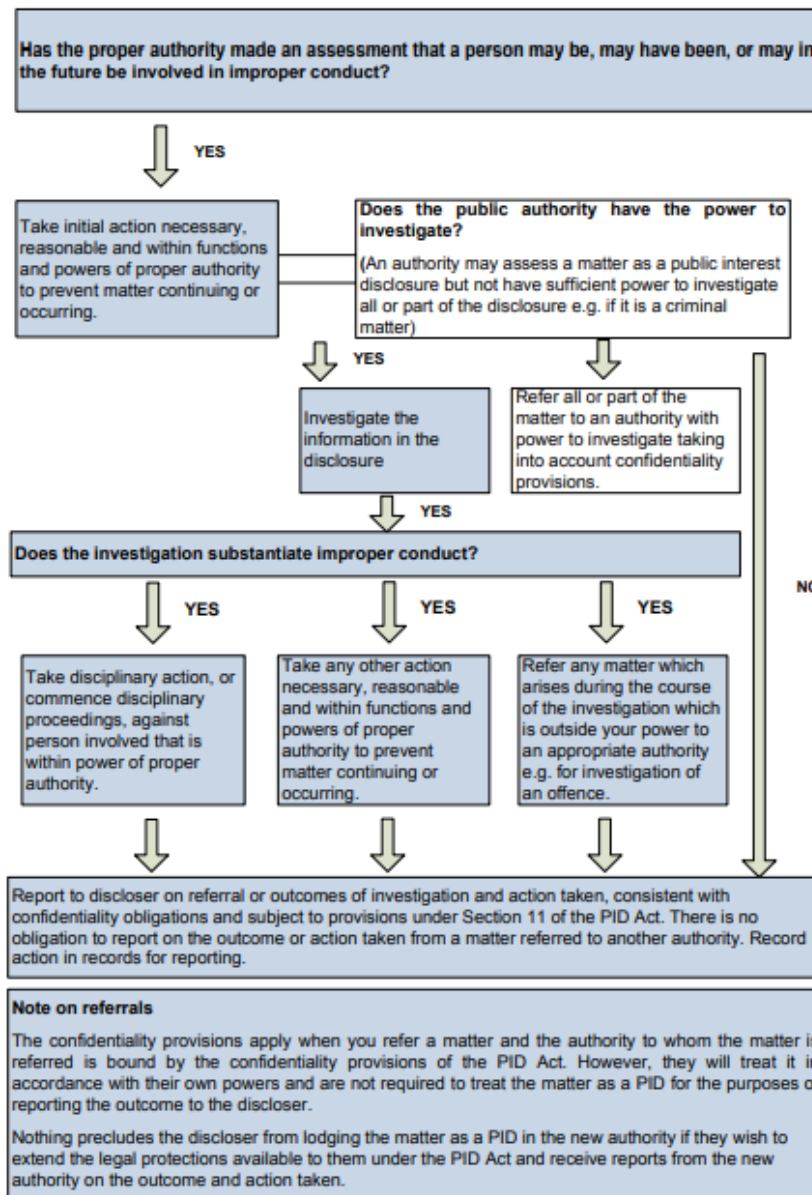 Has the proper authority made an assessment that a person may be, may have been, or may in
the future be involved in improper conduct?
YES
Take initial action necessary,
reasonable and within functions
and powers of proper authority
to prevent matter continuing or
occurring.
Does the public authority have the power to
investigate?
(An authority may assess a matter as a public interest
disclosure but not have sufficient power to investigate
all or part of the disclosure e.g. if it is a criminal
matter)
YES
Investigate the
information in the
disclosure
Refer all or part of the
matter to an authority with
power to investigate taking
into account confidentiality
provisions.
YES
Does the investigation substantiate improper conduct?
YES
YES
YES
NO
Take disciplinary action, or
commence disciplinary
proceedings, against
person involved that is
within power of proper
authority.
Take any other action
necessary, reasonable
and within functions and
powers of proper
authority to prevent
matter continuing or
occurring.
Refer any matter which
arises during the course
of the investigation which
is outside your power to
an appropriate authority
e.g. for investigation of
an offence.
Report to discloser on referral or outcomes of investigation and action taken, consistent with
confidentiality obligations and subject to provisions under Section 11 of the PID Act. There is no
obligation to report on the outcome or action taken from a matter referred to another authority. Record
action in records for reporting.
Note on referrals
The confidentiality provisions apply when you refer a matter and the authority to whom the matter is
referred is bound by the confidentiality provisions of the PID Act. However, they will treat it in
accordance with their own powers and are not required to treat the matter as a PID for the purposes of
reporting the outcome to the discloser.
Nothing precludes the discloser from lodging the matter as a PID in the new authority if they wish to
extend the legal protections available to them under the PID Act and receive reports from the new
authority on the outcome and action taken.